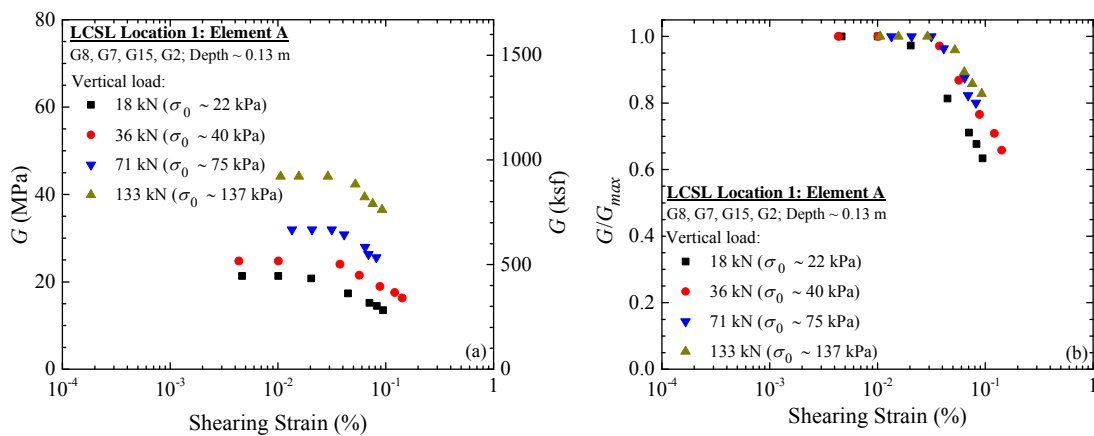 LCSL Location 1: Element A
G8, G7, G15, G2; Depth ~ 0.13 m
Vertical load:
18 kN (σ0 ~ 22 kPa)
36 kN (σ0 ~ 40 kPa)
71 kN (σ0 ~ 75 kPa)
133 kN (σ0 ~ 137 kPa)
80
60
40
20
0
G (MPa)
1500
1000
500
0
G (ksf)
(a)
10-4
10-3
10-2
10-1
1
Shearing Strain (%)
1.0
0.8
0.6
0.4
0.2
0.0
G/Gmax
LCSL Location 1: Element A
G8, G7, G15, G2; Depth ~ 0.13 m
Vertical load:
18 kN (σ0 ~ 22 kPa)
36 kN (σ0 ~ 40 kPa)
71 kN (σ0 ~ 75 kPa)
133 kN (σ0 ~ 137 kPa)
(b)
10-4
10-3
10-2
10-1
1
Shearing Strain (%)